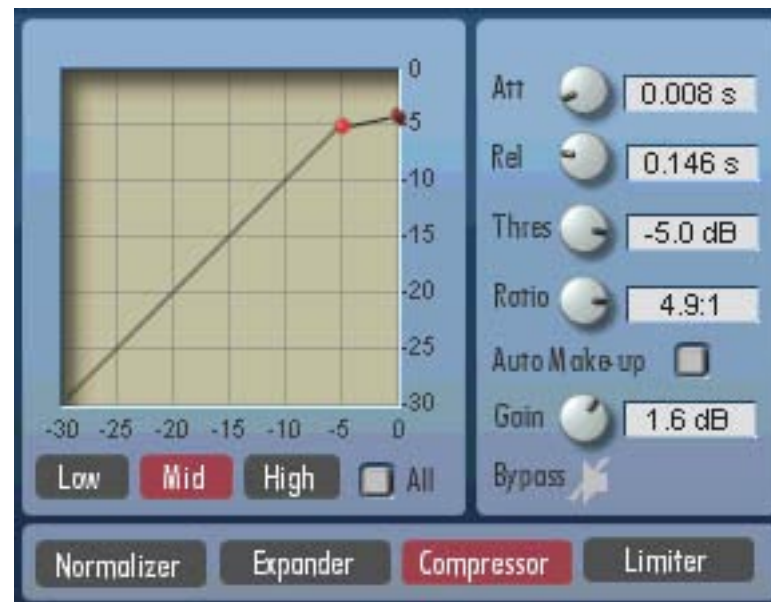 0
-5
-10
-15
-20
-25
-30
-30 -25 -20 -15 -10 -5 0
Low Mid High All
Att 0.008 s
Rel 0.146 s
Thres -5.0 dB
Ratio 4.9:1
Auto Make-up
Gain 1.6 dB
Bypass
Normalizer Expander Compressor Limiter